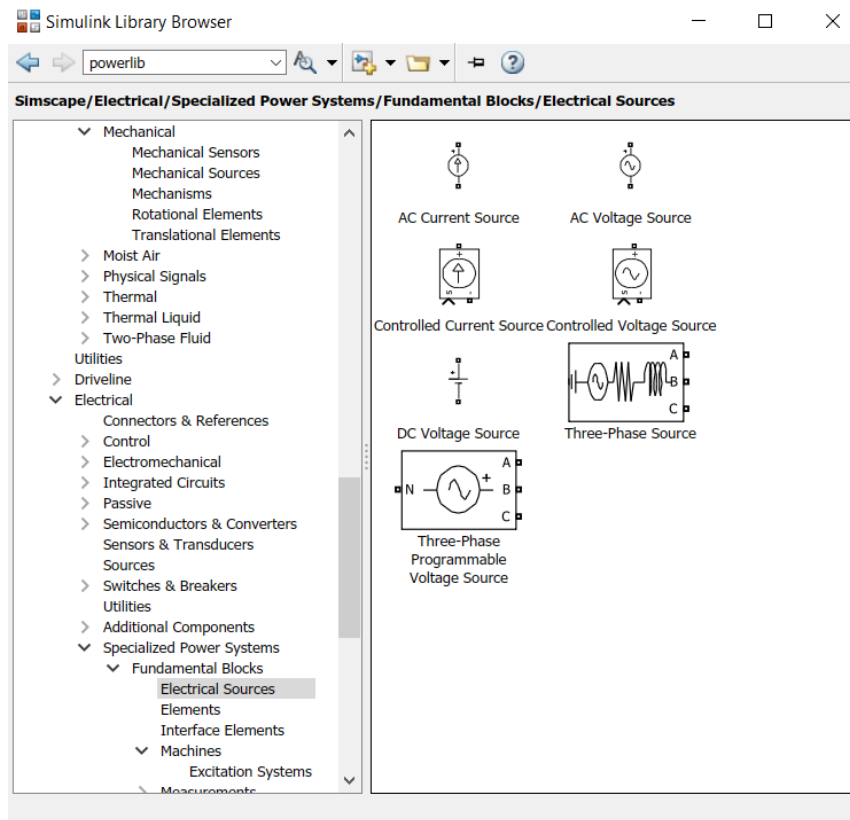 Simulink Library Browser
powerlib
Simscape/Electrical/Specialized Power Systems/Fundamental Blocks/Electrical Sources
Mechanical
Mechanical Sensors
Mechanical Sources
Mechanisms
Rotational Elements
Translational Elements
Moist Air
Physical Signals
Thermal
Thermal Liquid
Two-Phase Fluid
Utilities
Driveline
Electrical
Connectors & References
Control
Electromechanical
Integrated Circuits
Passive
Semiconductors & Converters
Sensors & Transducers
Sources
Switches & Breakers
Utilities
Additional Components
Specialized Power Systems
Fundamental Blocks
Electrical Sources
Elements
Interface Elements
Machines
Excitation Systems
Measurements
AC Current Source
AC Voltage Source
s
s
Controlled Current Source
Controlled Voltage Source
DC Voltage Source
A
B
C
Three-Phase Source
N
A
B
C
Three-Phase
Programmable
Voltage Source